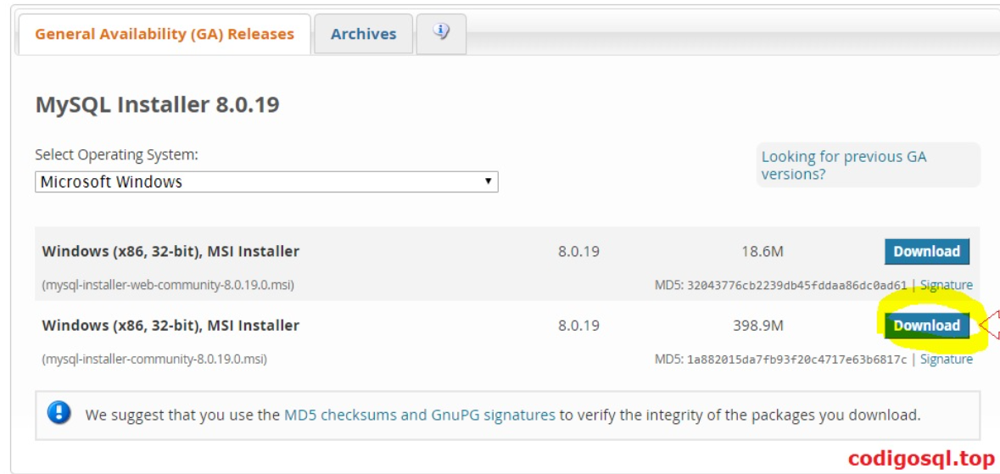 General Availability (GA) Releases
Archives
MySQL Installer 8.0.19
Select Operating System:
Microsoft Windows
Looking for previous GA
versions?
Windows (x86, 32-bit), MSI Installer 8.0.19 18.6M Download
(mysql-installer-web-community-8.0.19.0.msi) MD5: 32043776cb2239db45fddaa86dc0ad61 | Signature
Windows (x86, 32-bit), MSI Installer 8.0.19 398.9M Download
(mysql-installer-community-8.0.19.0.msi) MD5: 1a882015da7fb93f20c4717e63b6817c | Signature
We suggest that you use the MD5 checksums and GnuPG signatures to verify the integrity of the packages you download.
codigosql.top